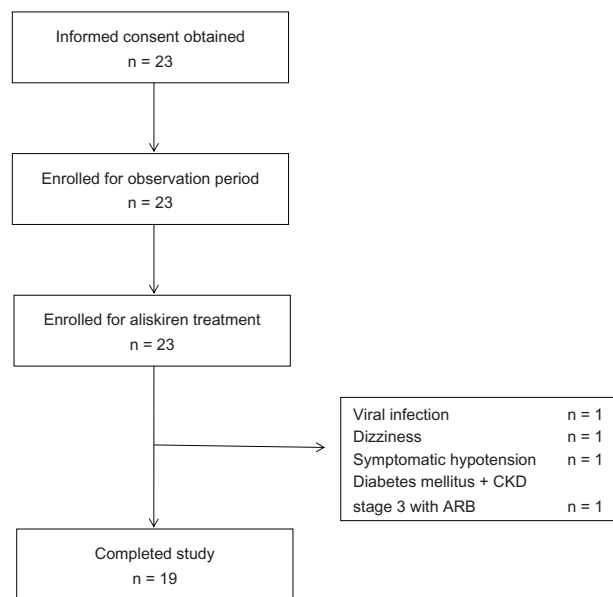 Informed consent obtained
n = 23
Enrolled for observation period
n = 23
Enrolled for aliskiren treatment
n = 23
Viral infection n = 1
Dizziness n = 1
Symptomatic hypotension n = 1
Diabetes mellitus + CKD
stage 3 with ARB n = 1
Completed study
n = 19